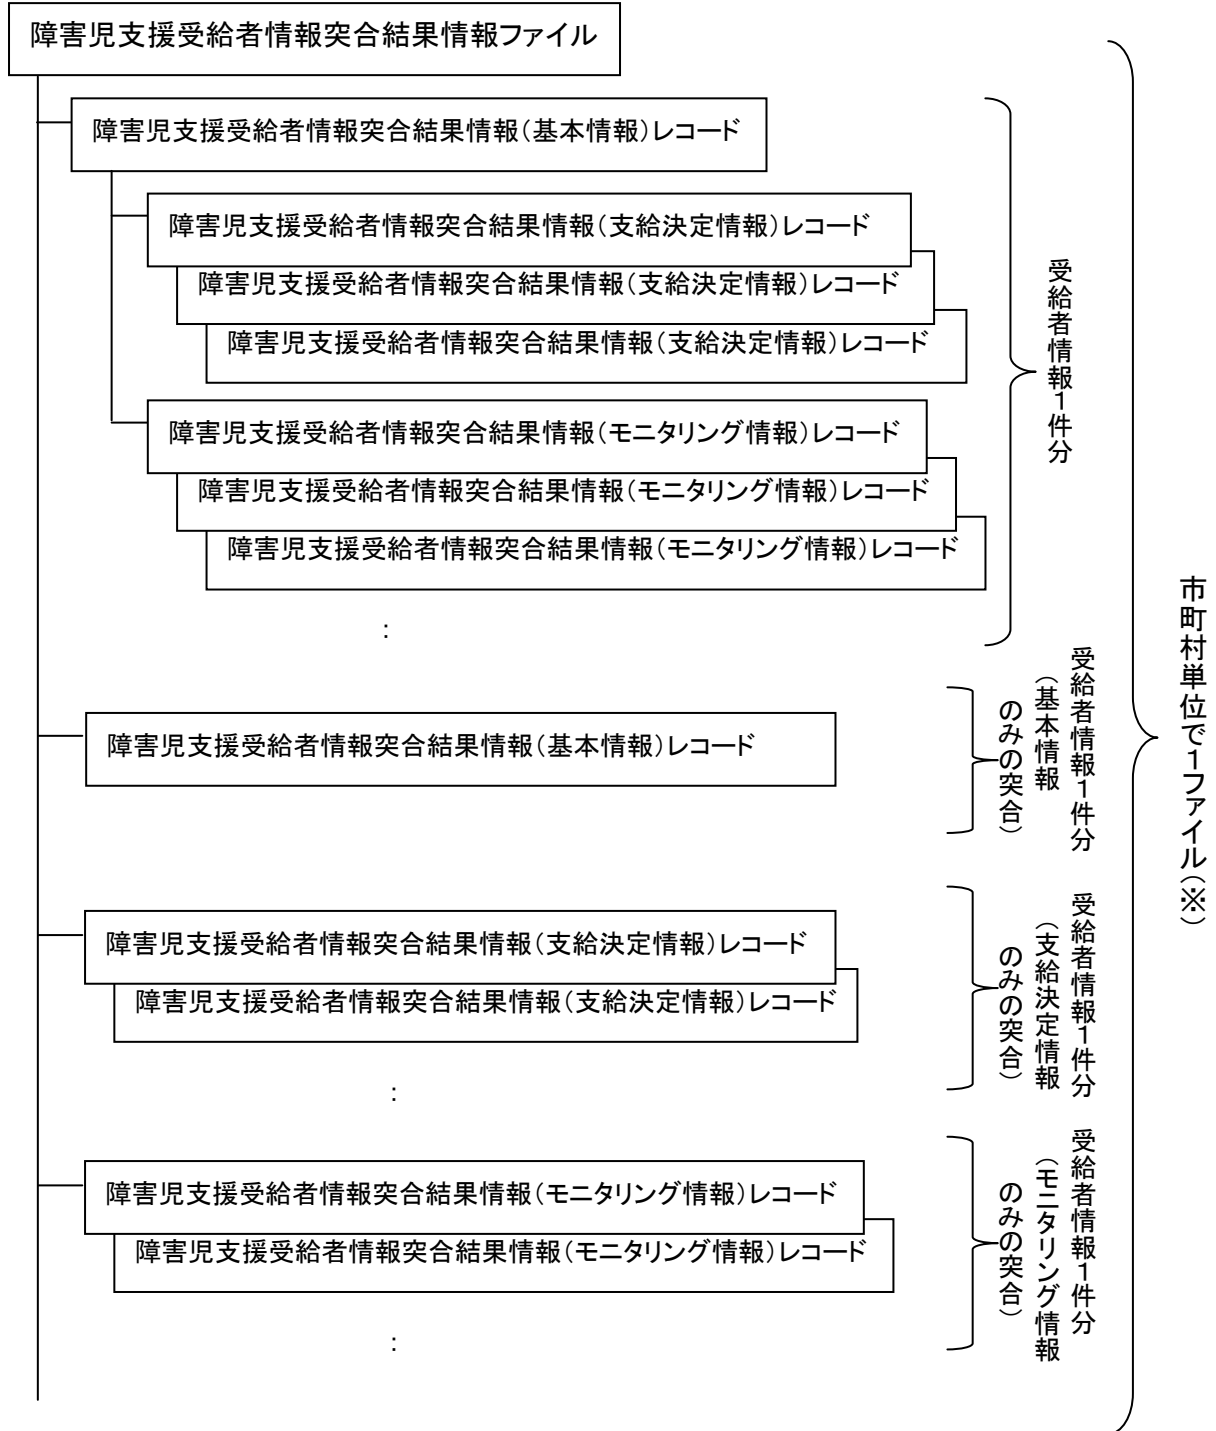 障害児支援受給者情報突合結果情報ファイル
障害児支援受給者情報突合結果情報（基本情報）レコード
障害児支援受給者情報突合結果情報（支給決定情報）レコード
障害児支援受給者情報突合結果情報（支給決定情報）レコード
障害児支援受給者情報突合結果情報（支給決定情報）レコード
障害児支援受給者情報突合結果情報（モニタリング情報）レコード
障害児支援受給者情報突合結果情報（モニタリング情報）レコード
障害児支援受給者情報突合結果情報（モニタリング情報）レコード
：
受給者情報１件分
障害児支援受給者情報突合結果情報（基本情報）レコード
受給者情報１件分
（基本情報
のみの突合）
障害児支援受給者情報突合結果情報（支給決定情報）レコード
障害児支援受給者情報突合結果情報（支給決定情報）レコード
：
受給者情報１件分
（支給決定情報
のみの突合）
障害児支援受給者情報突合結果情報（モニタリング情報）レコード
障害児支援受給者情報突合結果情報（モニタリング情報）レコード
：
受給者情報１件分
（モニタリング情報
のみの突合）
市町村単位で１ファイル（※）